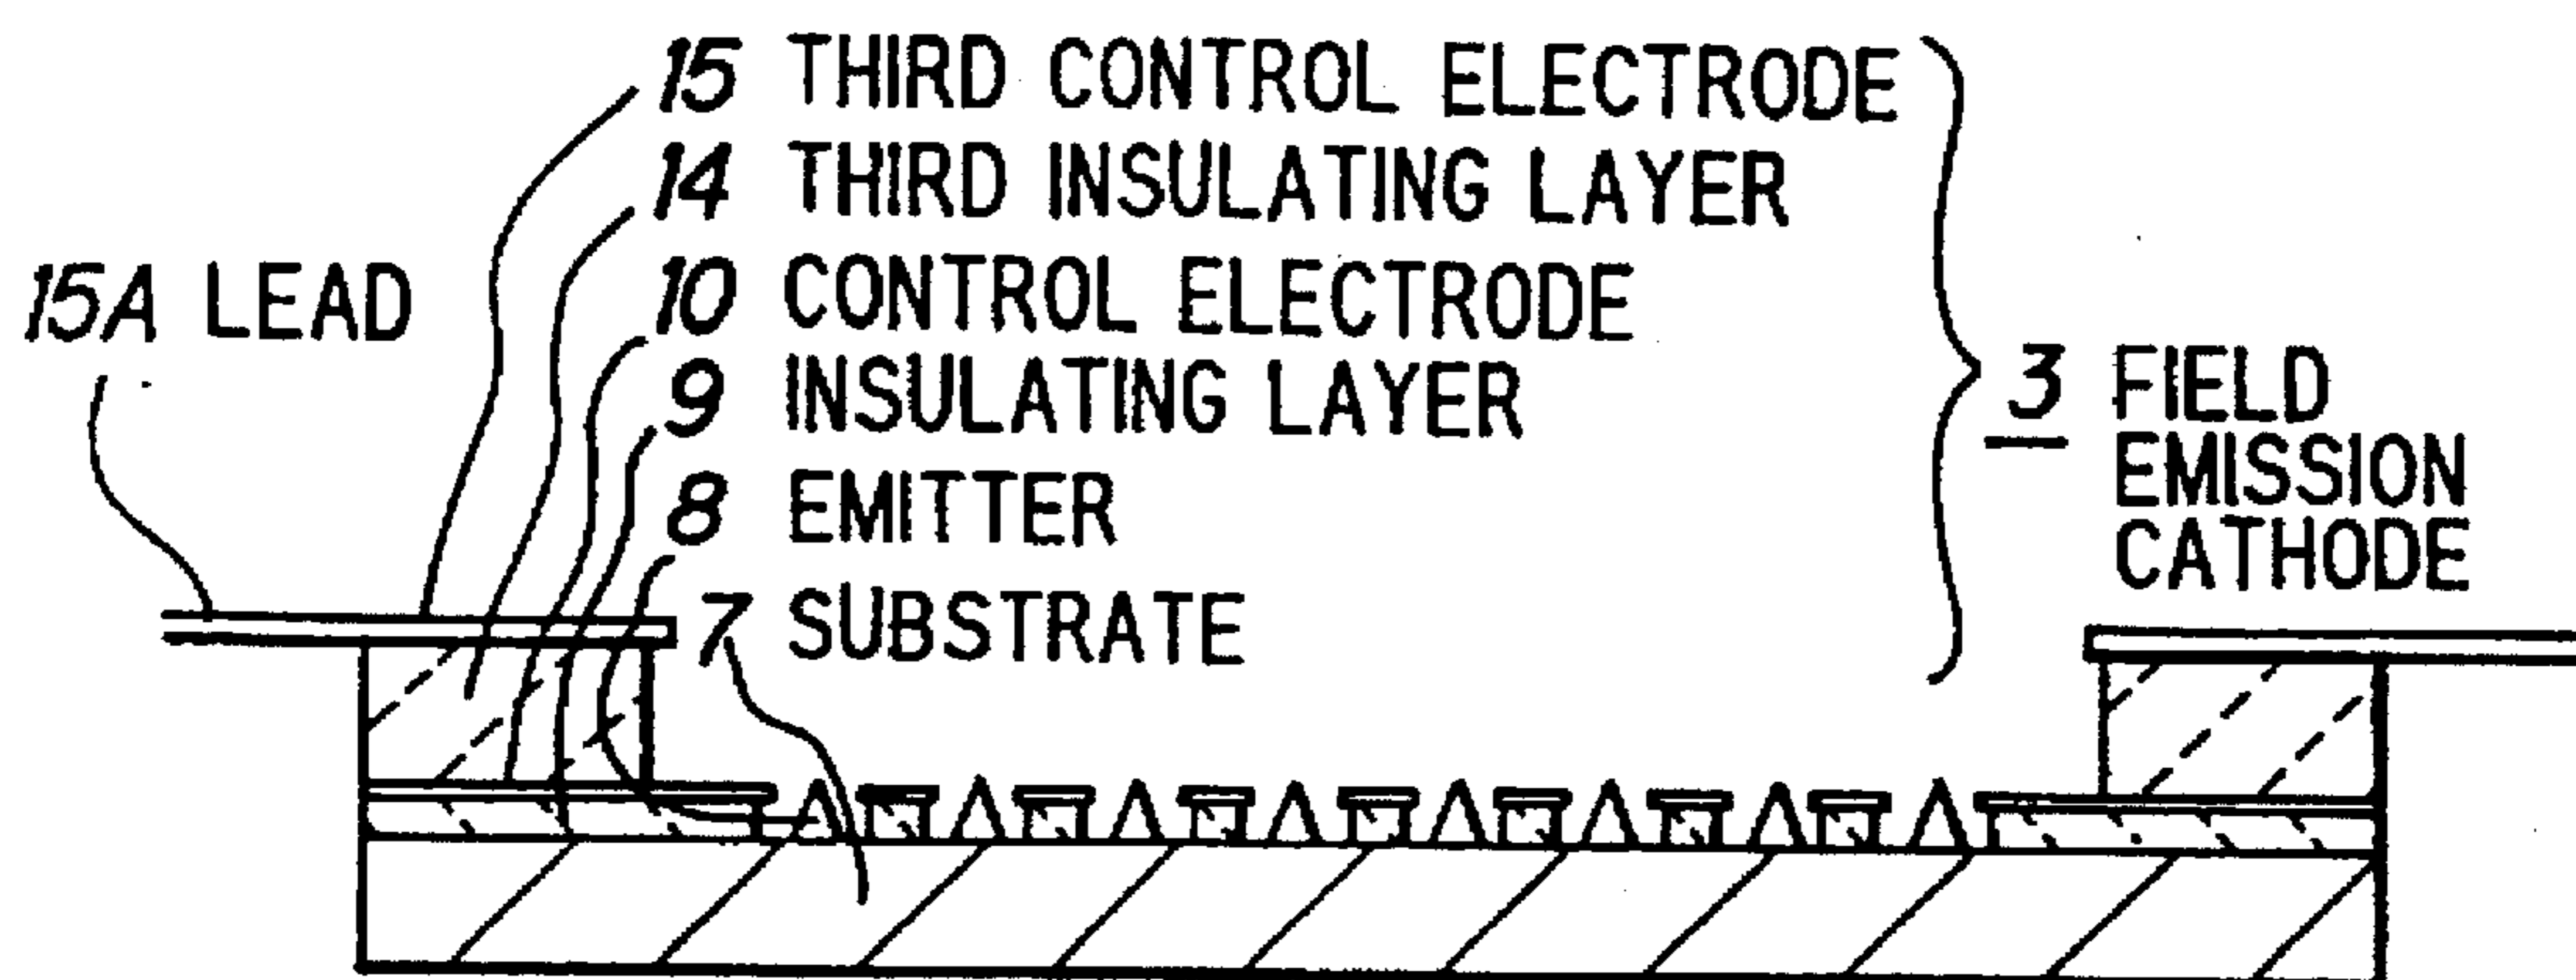 15 THIRD CONTROL ELECTRODE
14 THIRD INSULATING LAYER
15A LEAD
10 CONTROL ELECTRODE
9 INSULATING LAYER
3 FIELD
EMISSION
CATHODE
8 EMITTER
7 SUBSTRATE